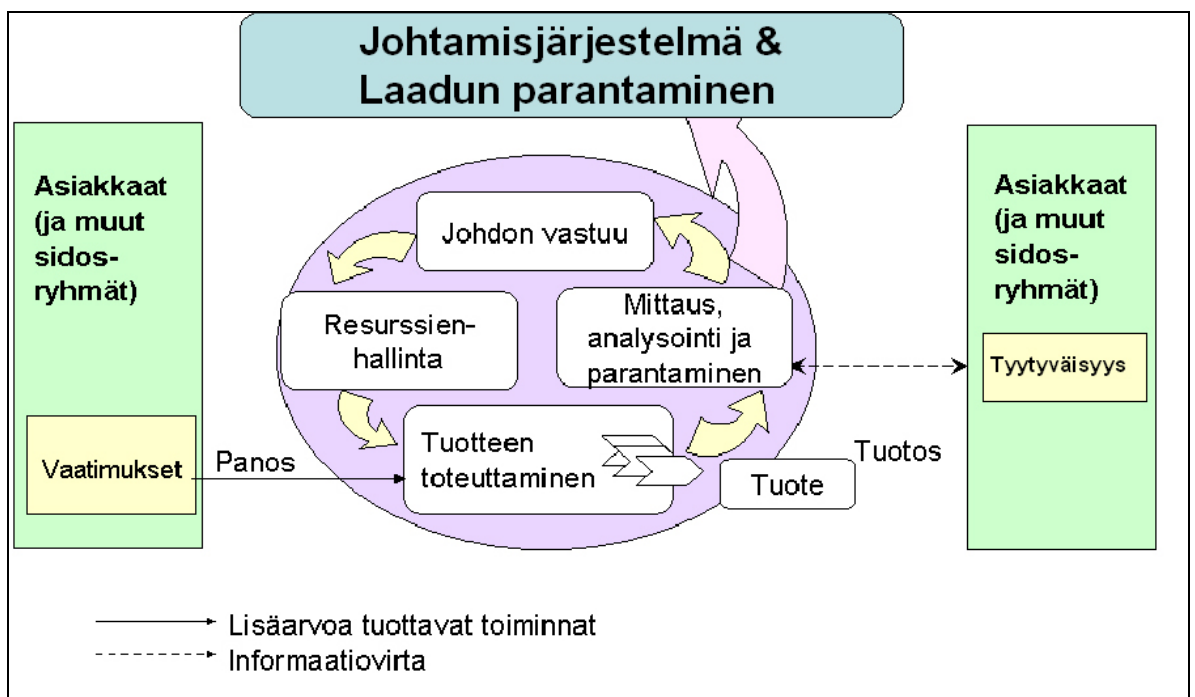 Johtamisjärjestelmä &
Laadun parantaminen
Asiakkaat
(ja muut
sidos-
ryhmät)
Vaatimukset
Panos
Johdon vastuu
Resurssien-
hallinta
Mittaus,
analysointi ja
parantaminen
Tuotteen
toteuttaminen
Tuote
Tuotos
Asiakkaat
(ja muut
sidos-
ryhmät)
Tyytyväisyys
Lisäarvoa tuottavat toiminnat
Informaatiovirta